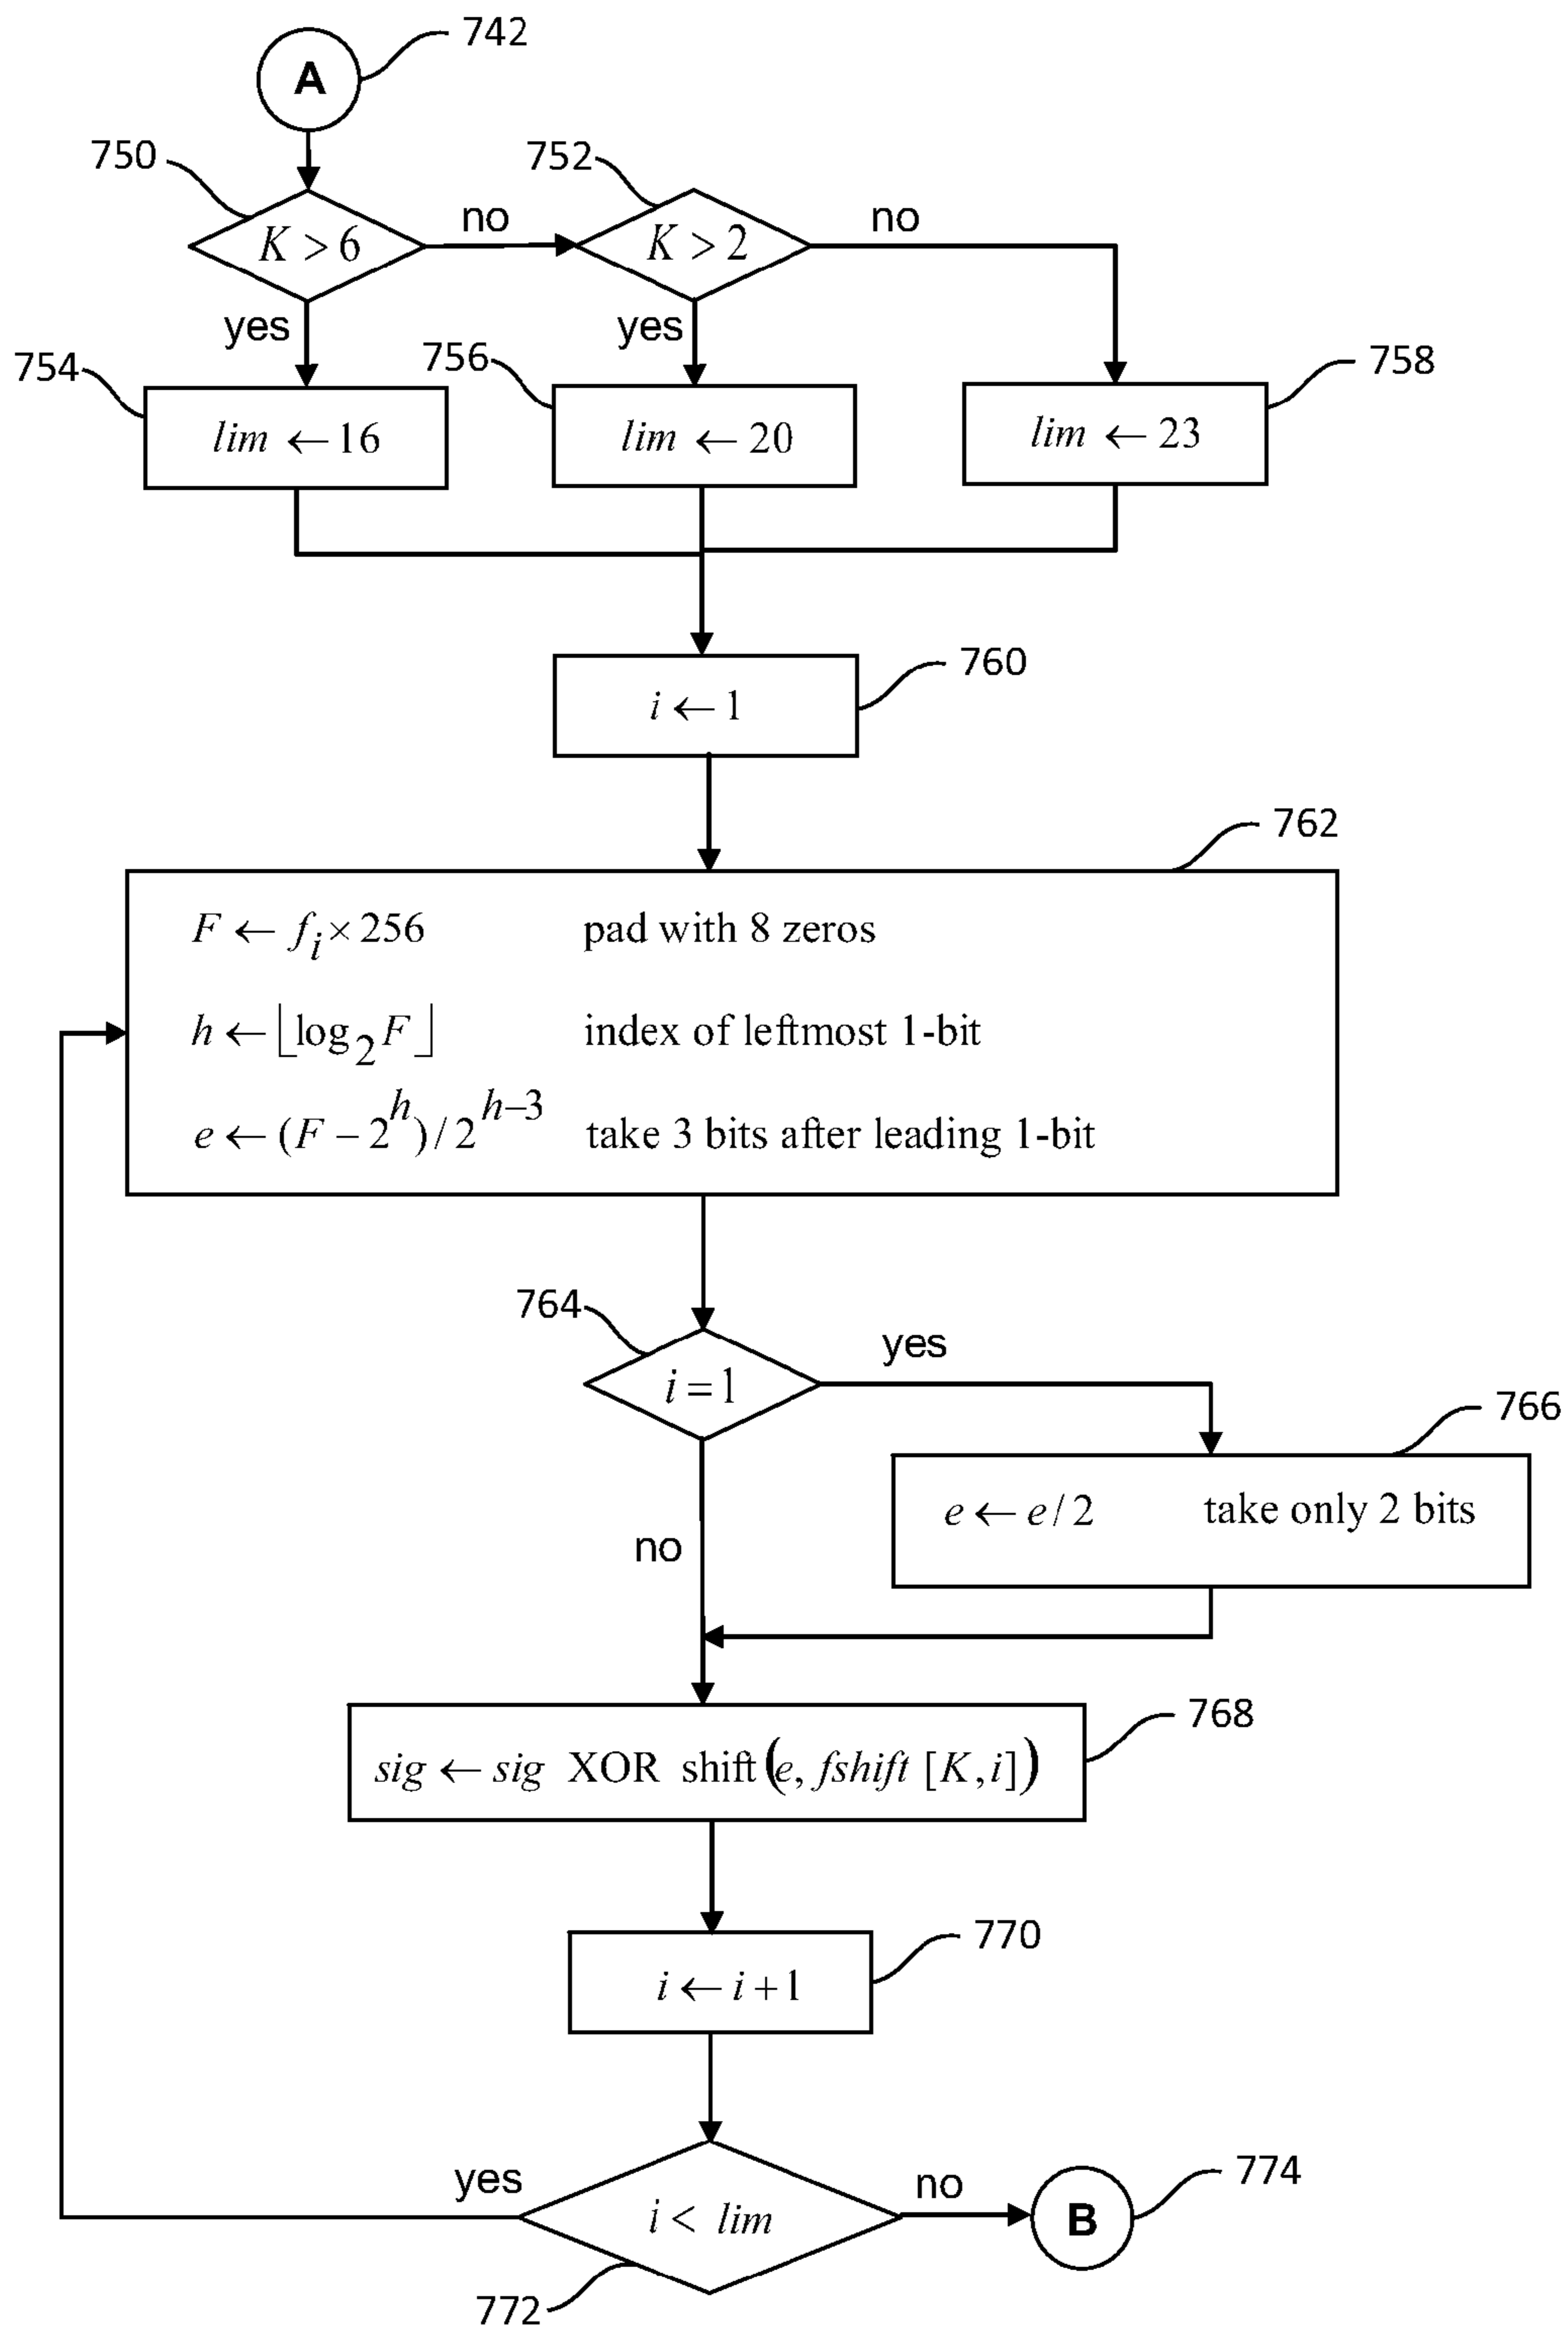 742
A
750
752
K > 6
no
K > 2
no
yes
yes
754
756
758
lim ← 16
lim ← 20
lim ← 23
760
i ← 1
762
F ← f_i × 256 pad with 8 zeros
h ← ⌊log_2 F⌋ index of leftmost 1-bit
e ← (F − 2^h) / 2^{h−3} take 3 bits after leading 1-bit
764
yes
i = 1
766
e ← e / 2 take only 2 bits
no
768
sig ← sig XOR shift(e, fshift [K, i])
770
i ← i + 1
yes
no
774
i < lim
B
772